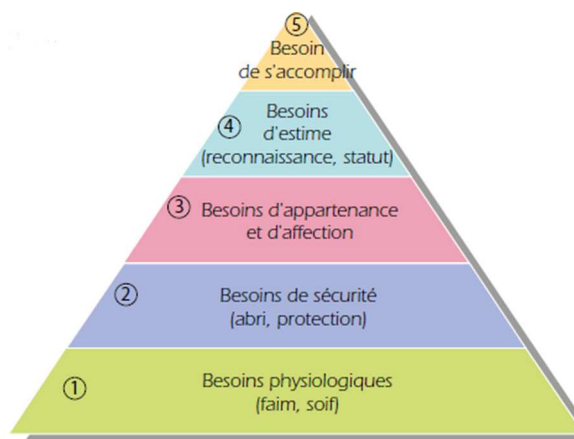 ⑤
Besoin
de s'accomplir
④
Besoins
d'estime
(reconnaissance, statut)
③
Besoins d'appartenance
et d'affection
②
Besoins de sécurité
(abri, protection)
①
Besoins physiologiques
(faim, soif)